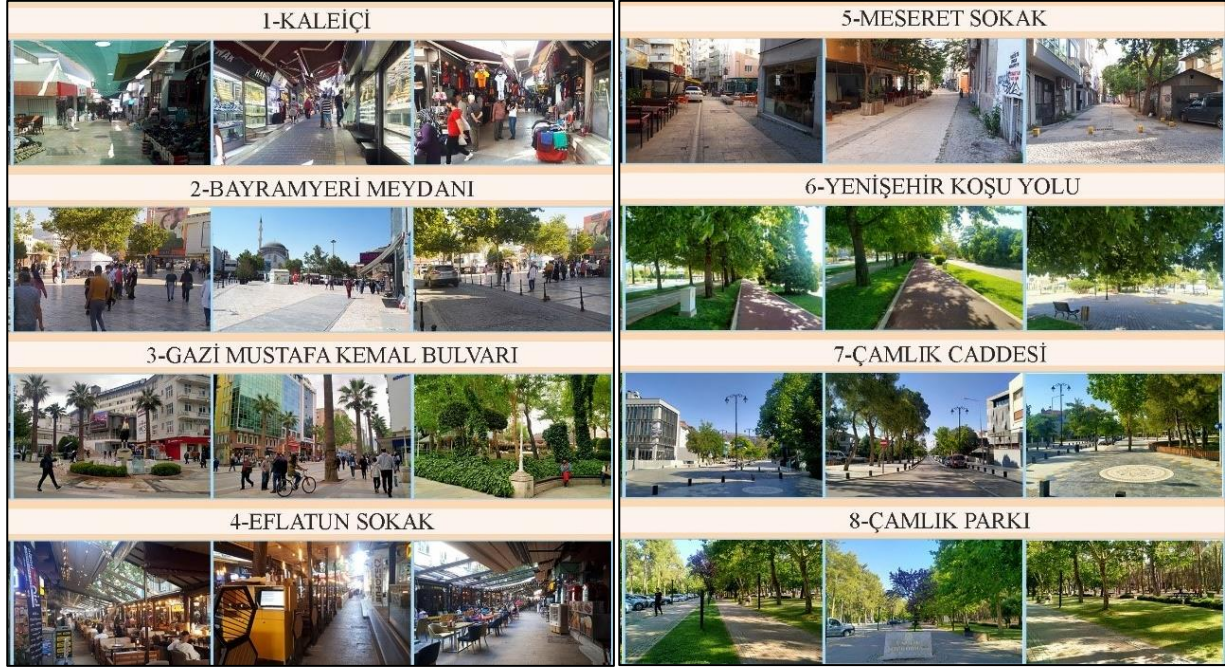 1-KALEİÇİ
2-BAYRAMYERİ MEYDANI
3-GAZİ MUSTAFA KEMAL BULVARI
4-EFLATUN SOKAK
5-MESERET SOKAK
6-YENİŞEHİR KOŞU YOLU
7-ÇAMLIK CADDESİ
8-ÇAMLIK PARKI